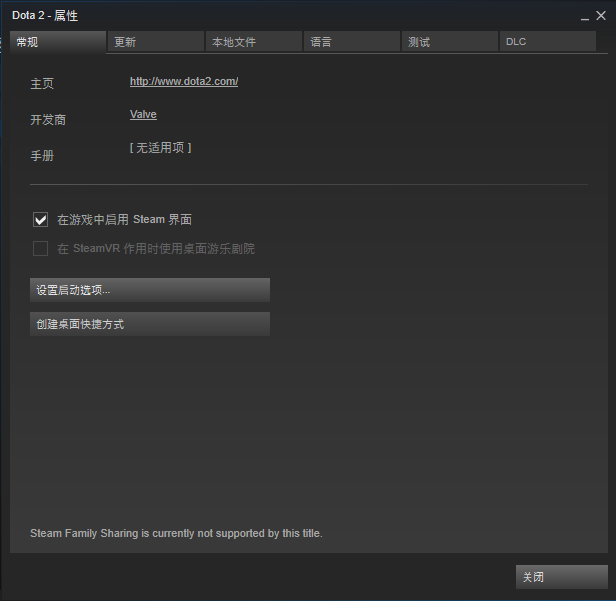 Dota 2 - 属性
常规 更新 本地文件 语言 测试 DLC
主页 http://www.dota2.com/
开发商 Valve
手册 [ 无适用项 ]
在游戏中启用 Steam 界面
在 SteamVR 作用时使用桌面游乐剧院
设置启动选项...
创建桌面快捷方式
Steam Family Sharing is currently not supported by this title.
关闭